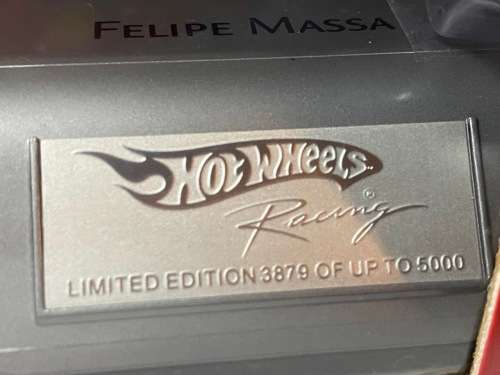 FELIPE MASSA
HOT WHEELS
®
Racing
LIMITED EDITION 3879 OF UP TO 5000